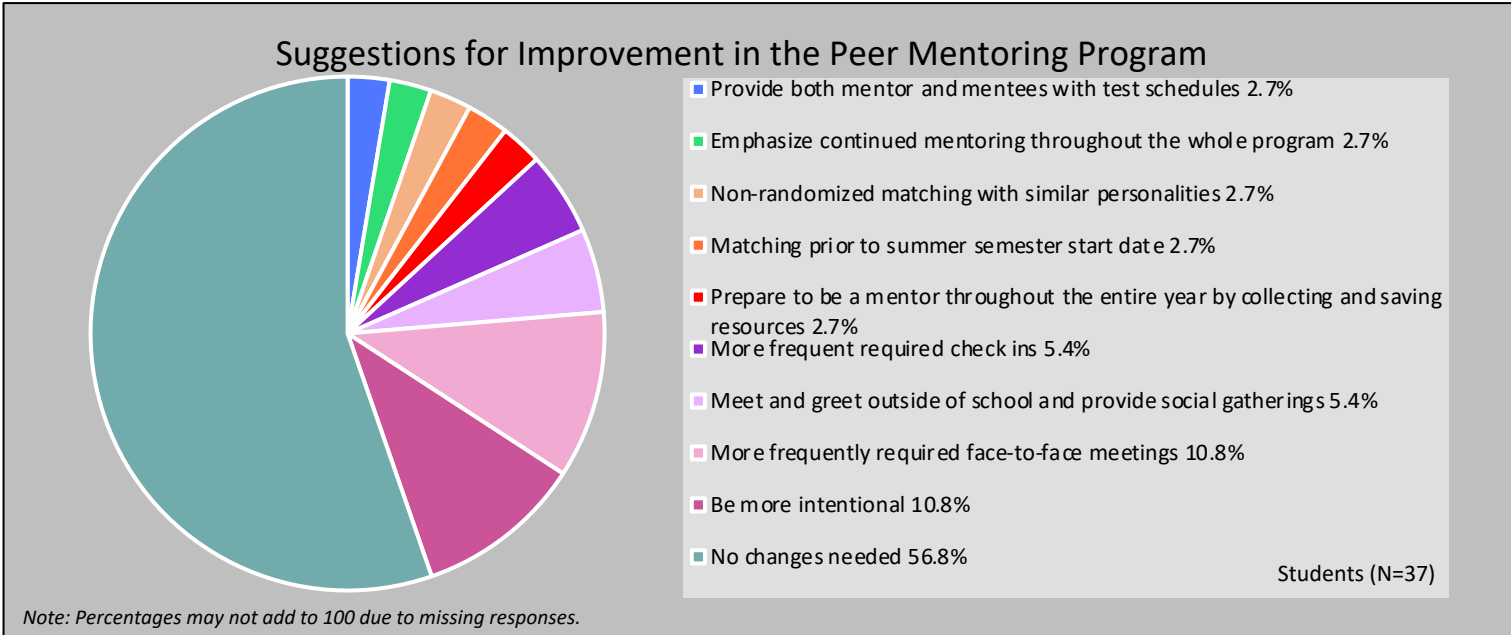 Suggestions for Improvement in the Peer Mentoring Program
Provide both mentor and mentees with test schedules 2.7%
Emphasize continued mentoring throughout the whole program 2.7%
Non-randomized matching with similar personalities 2.7%
Matching prior to summer semester start date 2.7%
Prepare to be a mentor throughout the entire year by collecting and saving
resources 2.7%
More frequent required check ins 5.4%
Meet and greet outside of school and provide social gatherings 5.4%
More frequently required face-to-face meetings 10.8%
Be more intentional 10.8%
No changes needed 56.8%
Students (N=37)
Note: Percentages may not add to 100 due to missing responses.